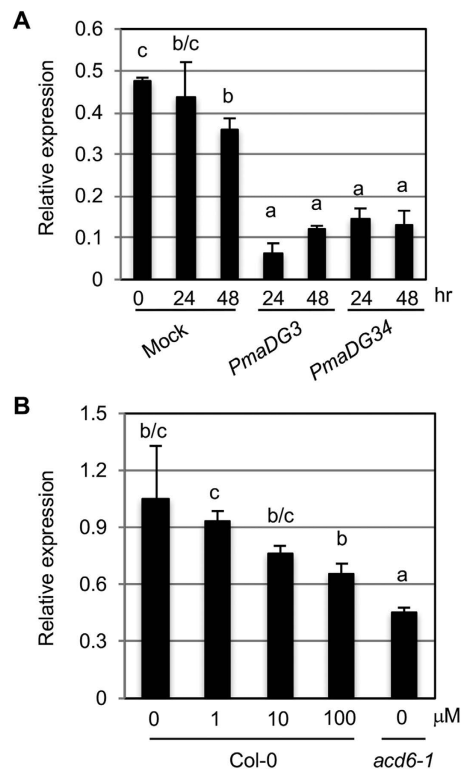 A
Relative expression
0.6
0.5
0.4
0.3
0.2
0.1
0
c
b/c
b
a
a
a
a
0 24 48 24 48 24 48 hr
Mock
PmaDG3
PmaDG34
B
Relative expression
1.5
1.2
0.9
0.6
0.3
0
b/c
c
b/c
b
a
0 1 10 100 0 μM
Col-0 acd6-1